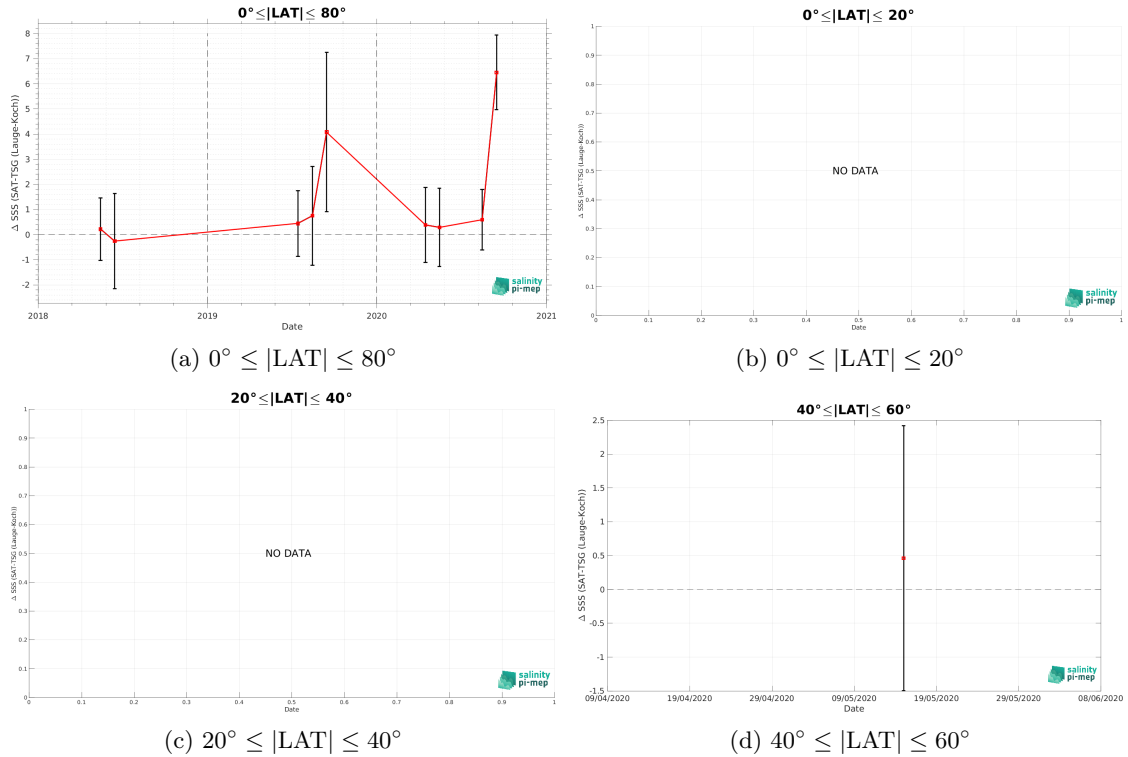 0°≤|LAT|≤ 80°
8
7
6
5
4
3
2
1
0
-1
-2
Δ SSS (SAT-TSG (Lauge-Koch))
2018
2019
2020
2021
Date
salinity
pi-mep
(a) 0° ≤ |LAT| ≤ 80°
0°≤|LAT|≤ 20°
1
0.9
0.8
0.7
0.6
0.5
0.4
0.3
0.2
0.1
0
Δ SSS (SAT-TSG (Lauge-Koch))
NO DATA
0 0.1 0.2 0.3 0.4 0.5 0.6 0.7 0.8 0.9 1
Date
salinity
pi-mep
(b) 0° ≤ |LAT| ≤ 20°
20°≤|LAT|≤ 40°
1
0.9
0.8
0.7
0.6
0.5
0.4
0.3
0.2
0.1
0
Δ SSS (SAT-TSG (Lauge-Koch))
NO DATA
0 0.1 0.2 0.3 0.4 0.5 0.6 0.7 0.8 0.9 1
Date
salinity
pi-mep
(c) 20° ≤ |LAT| ≤ 40°
40°≤|LAT|≤ 60°
2.5
2
1.5
1
0.5
0
-0.5
-1
-1.5
Δ SSS (SAT-TSG (Lauge-Koch))
09/04/2020 19/04/2020 29/04/2020 09/05/2020 19/05/2020 29/05/2020 08/06/2020
Date
salinity
pi-mep
(d) 40° ≤ |LAT| ≤ 60°